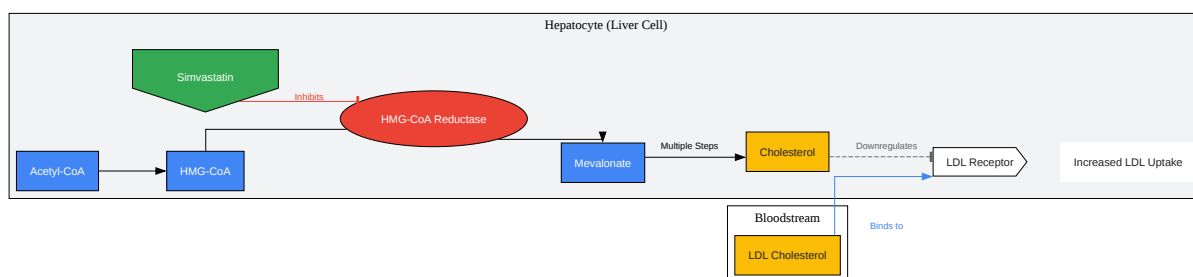 Hepatocyte (Liver Cell)
Simvastatin
Inhibits
HMG-CoA Reductase
Acetyl-CoA
HMG-CoA
Mevalonate
Multiple Steps
Cholesterol
Downregulates
LDL Receptor
Increased LDL Uptake
Bloodstream
LDL Cholesterol
Binds to